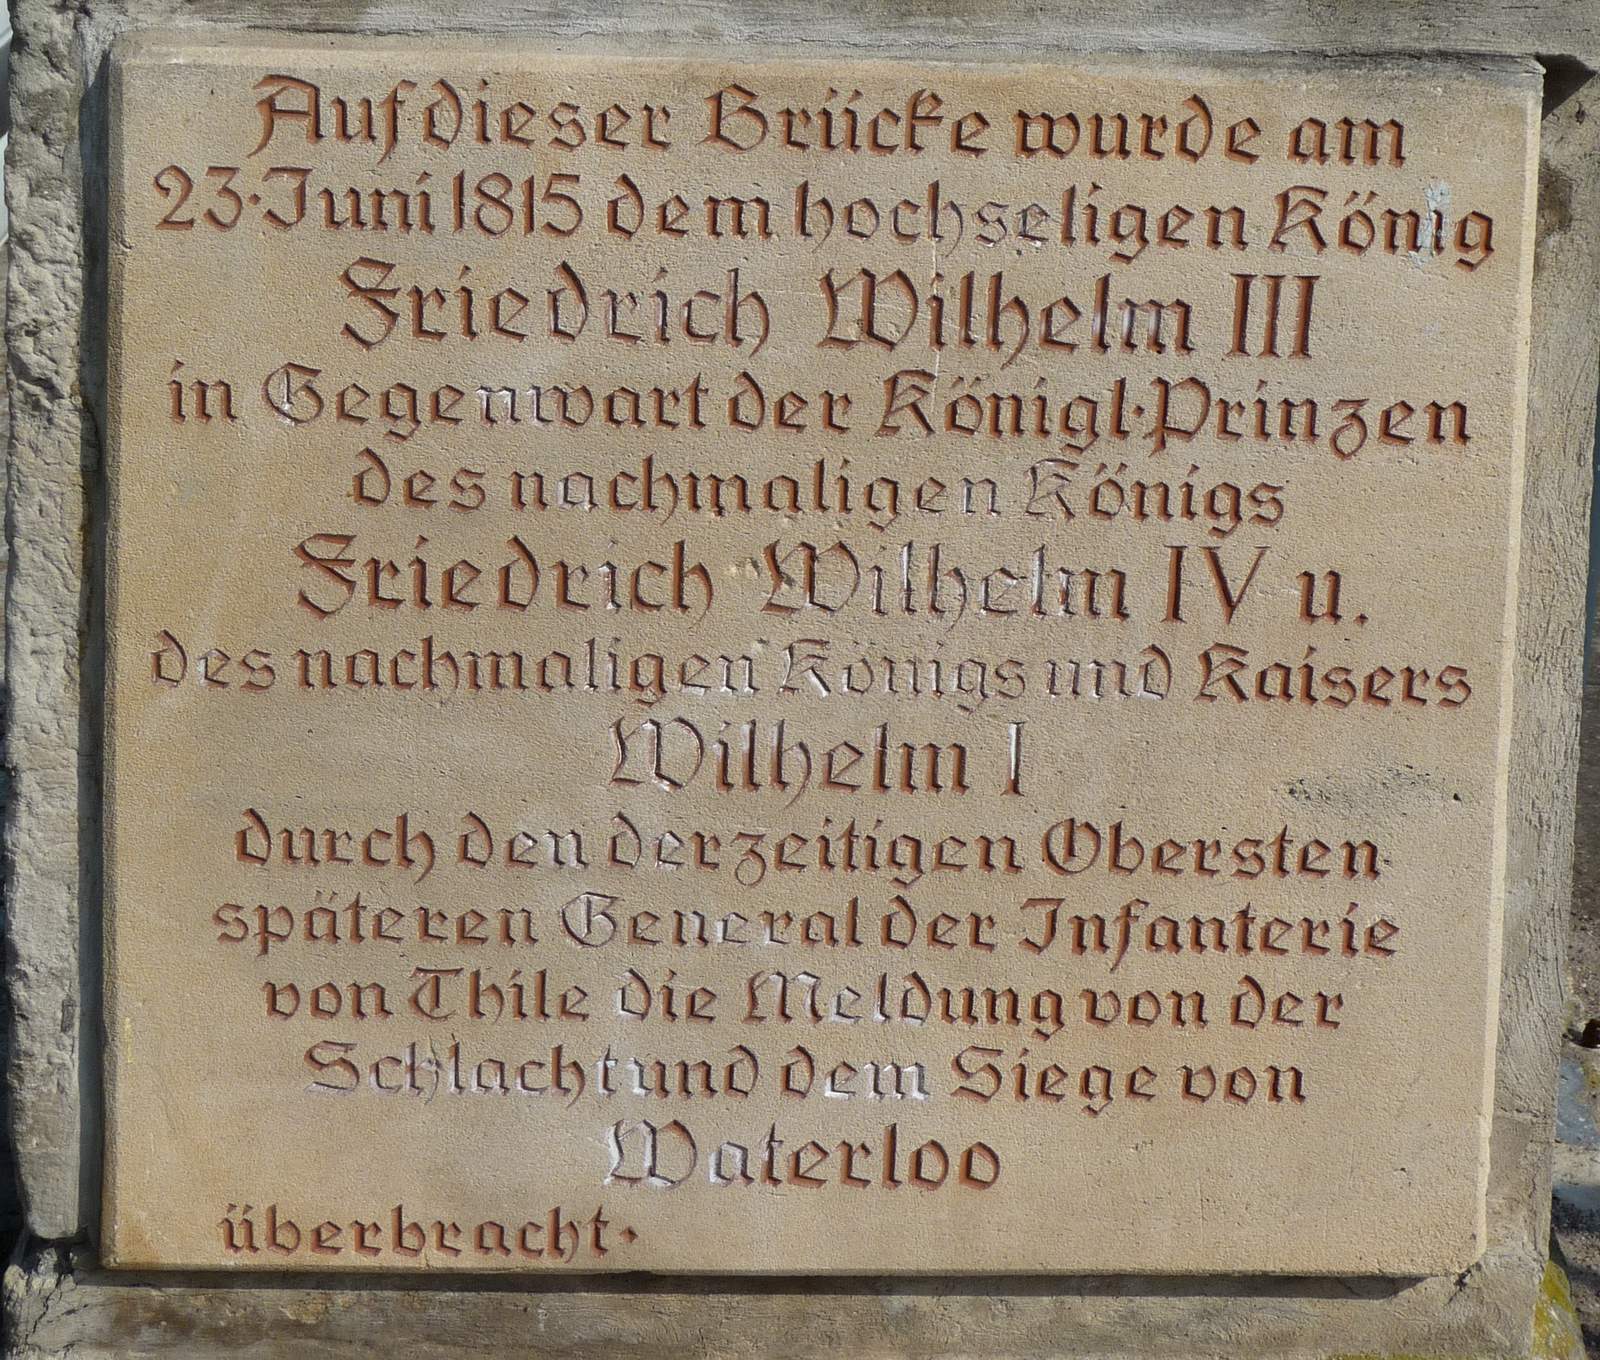 Auf dieser Brücke wurde am
23. Juni 1815 dem hochseligen König
Friedrich Wilhelm III
in Gegenwart der Königl. Prinzen
des nachmaligen Königs
Friedrich Wilhelm IV u.
des nachmaligen Königs und Kaisers
Wilhelm I
durch den derzeitigen Obersten
späteren General der Infanterie
von Thile die Meldung von der
Schlacht und dem Siege von
Waterloo
überbracht.